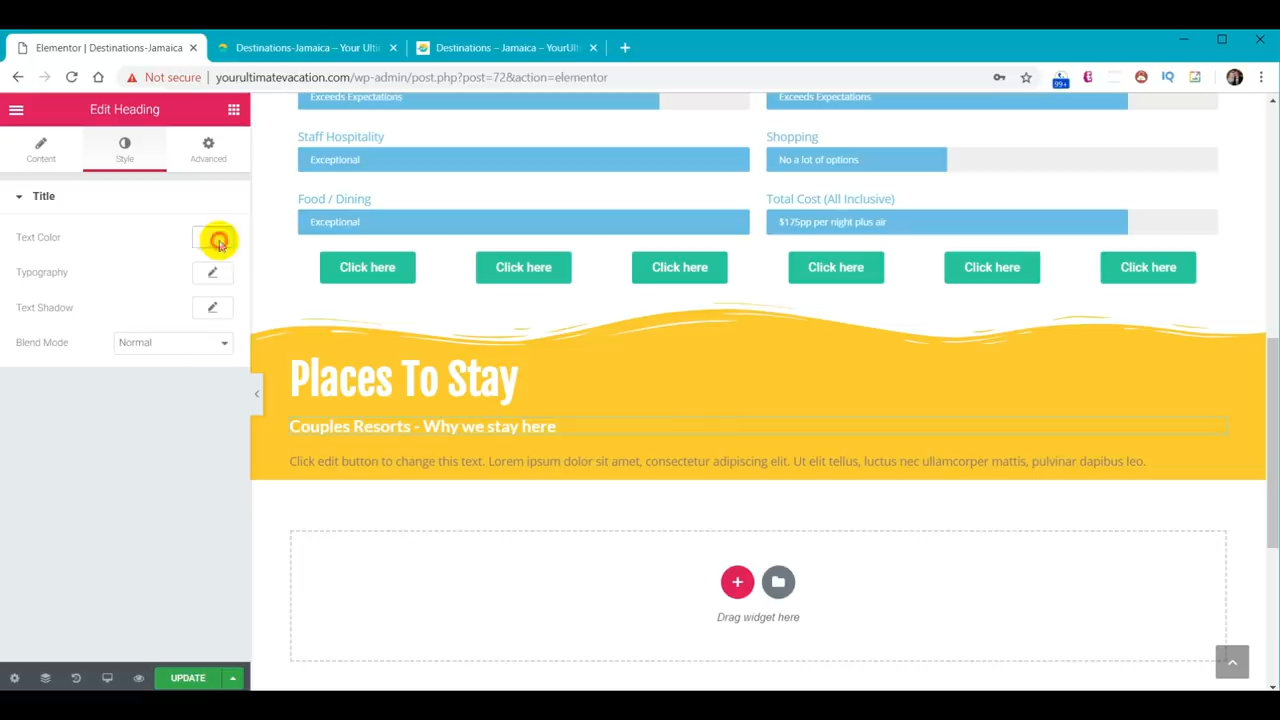 Elementor | Destinations-Jamaica
Destinations-Jamaica – Your Ulti
Destinations – Jamaica – YourUlt
Not secure
yourultimatevacation.com/wp-admin/post.php?post=72&action=elementor
99+
IQ
Edit Heading
Content
Style
Advanced
Title
Text Color
Typography
Text Shadow
Blend Mode
Normal
UPDATE
Exceeds Expectations
Exceeds Expectations
Staff Hospitality
Shopping
Exceptional
No a lot of options
Food / Dining
Total Cost (All Inclusive)
Exceptional
$175pp per night plus air
Click here
Click here
Click here
Click here
Click here
Click here
Places To Stay
Couples Resorts - Why we stay here
Click edit button to change this text. Lorem ipsum dolor sit amet, consectetur adipiscing elit. Ut elit tellus, luctus nec ullamcorper mattis, pulvinar dapibus leo.
Drag widget here